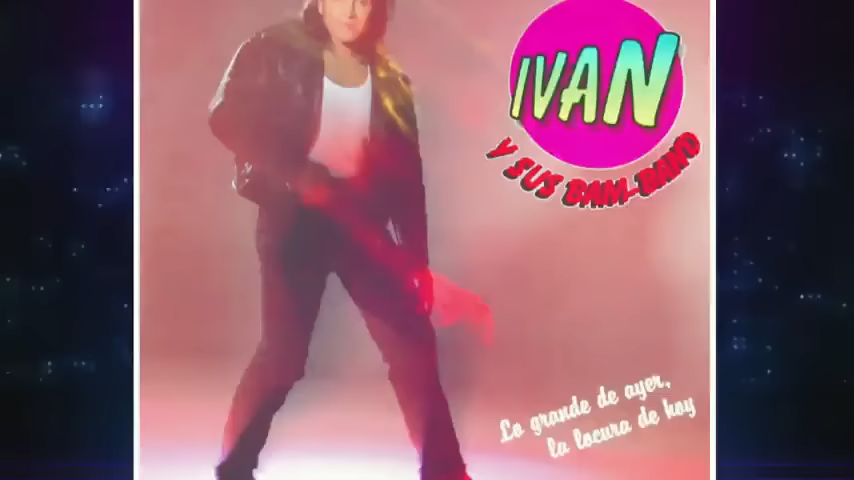 IVAN
Y SUS BAM-BAND
Lo grande de ayer,
la locura de hoy